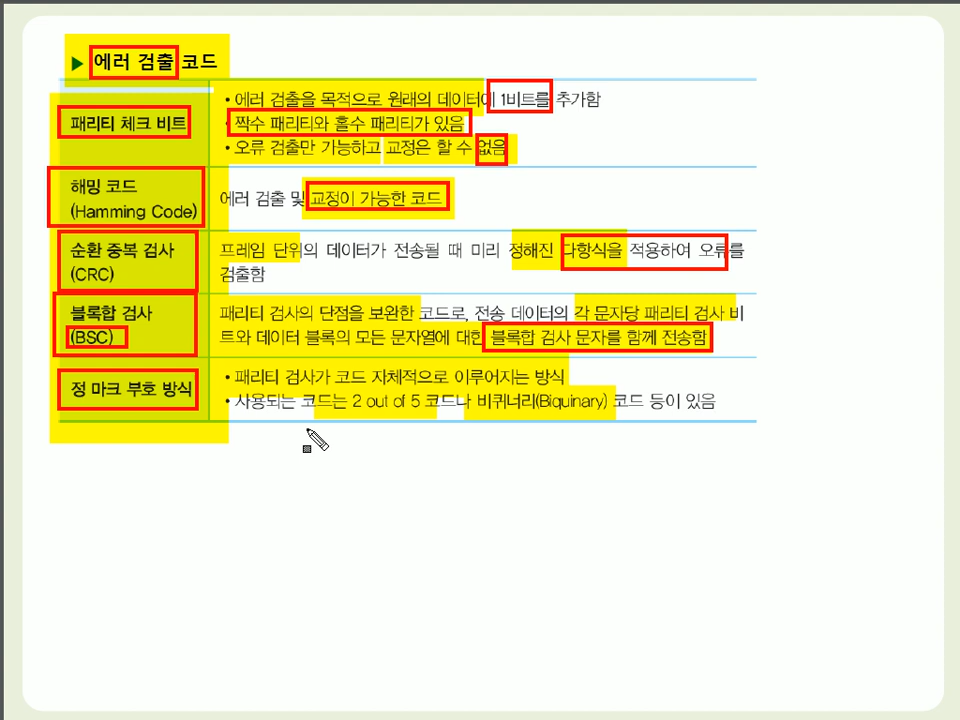 ▶ 에러 검출 코드
패리티 체크 비트
• 에러 검출을 목적으로 원래의 데이터에 1비트를 추가함
• 짝수 패리티와 홀수 패리티가 있음
• 오류 검출만 가능하고 교정은 할 수 없음
해밍 코드
(Hamming Code)
에러 검출 및 교정이 가능한 코드
순환 중복 검사
(CRC)
프레임 단위의 데이터가 전송될 때 미리 정해진 다항식을 적용하여 오류를
검출함
블록합 검사
(BSC)
패리티 검사의 단점을 보완한 코드로, 전송 데이터의 각 문자당 패리티 검사 비
트와 데이터 블록의 모든 문자열에 대한 블록합 검사 문자를 함께 전송함
정 마크 부호 방식
• 패리티 검사가 코드 자체적으로 이루어지는 방식
• 사용되는 코드는 2 out of 5 코드나 비퀴너리(Biquinary) 코드 등이 있음